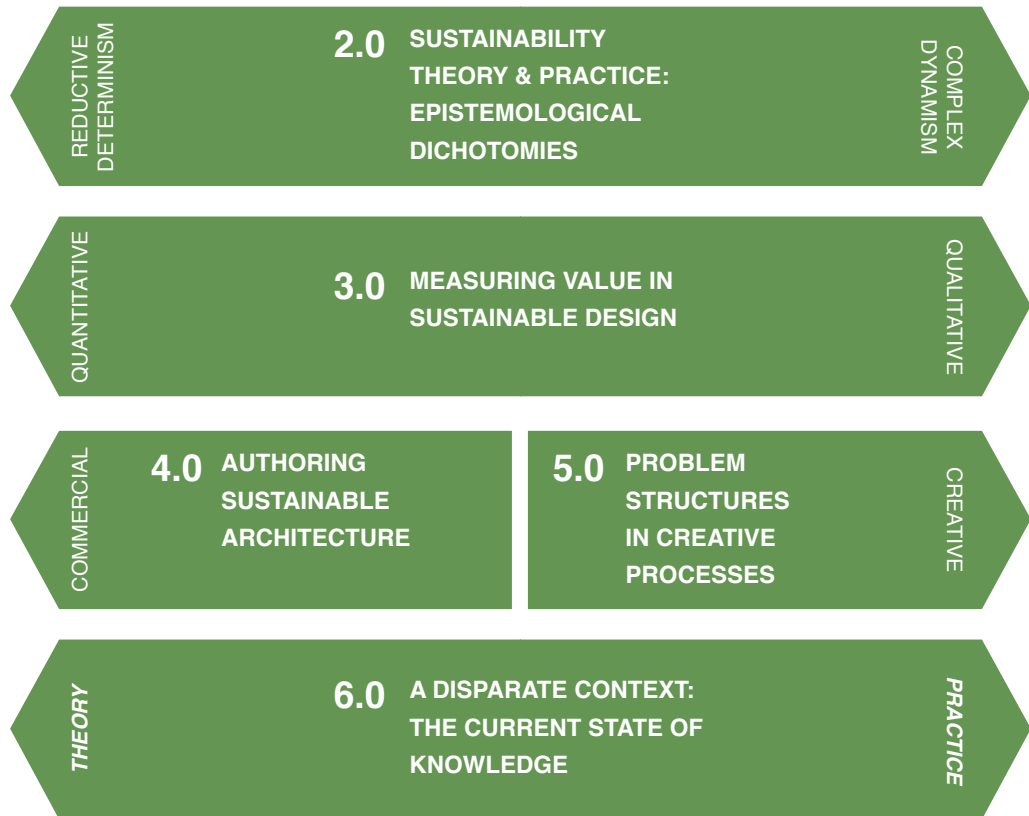 REDUCTIVE
DETERMINISM
2.0 SUSTAINABILITY
THEORY & PRACTICE:
EPISTEMOLOGICAL
DICHOTOMIES
COMPLEX
DYNAMISM
QUANTITATIVE
3.0 MEASURING VALUE IN
SUSTAINABLE DESIGN
QUALITATIVE
COMMERCIAL
4.0 AUTHORING
SUSTAINABLE
ARCHITECTURE
5.0 PROBLEM
STRUCTURES
IN CREATIVE
PROCESSES
CREATIVE
THEORY
6.0 A DISPARATE CONTEXT:
THE CURRENT STATE OF
KNOWLEDGE
PRACTICE